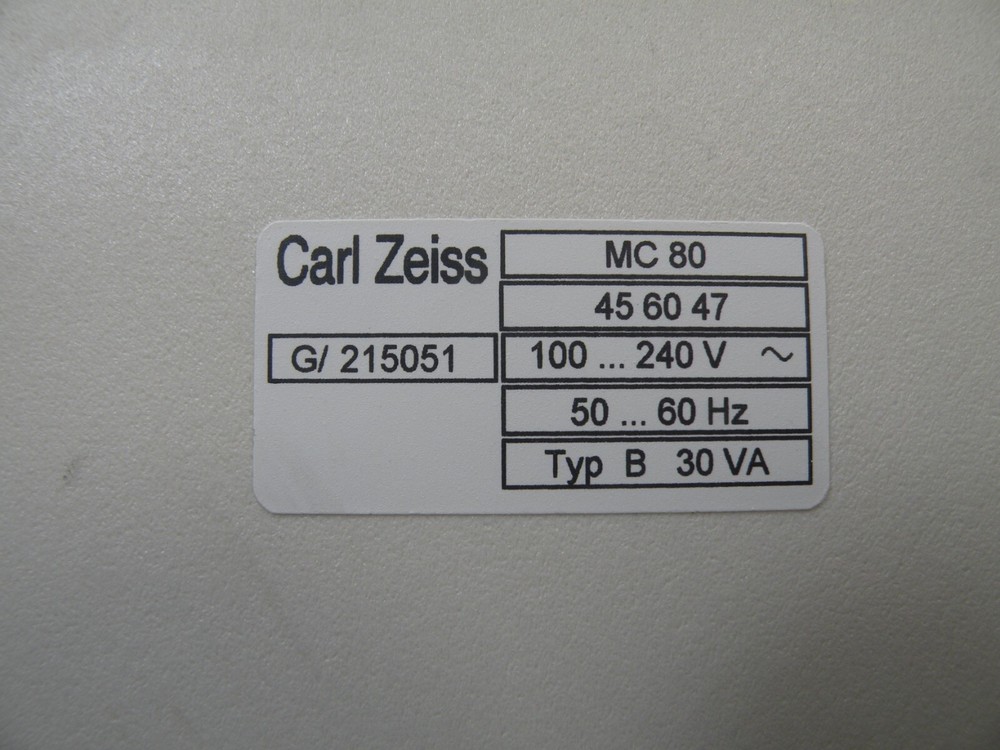 Carl Zeiss
MC 80
45 60 47
G/ 215051
100 ... 240 V ~
50 ... 60 Hz
Typ B 30 VA